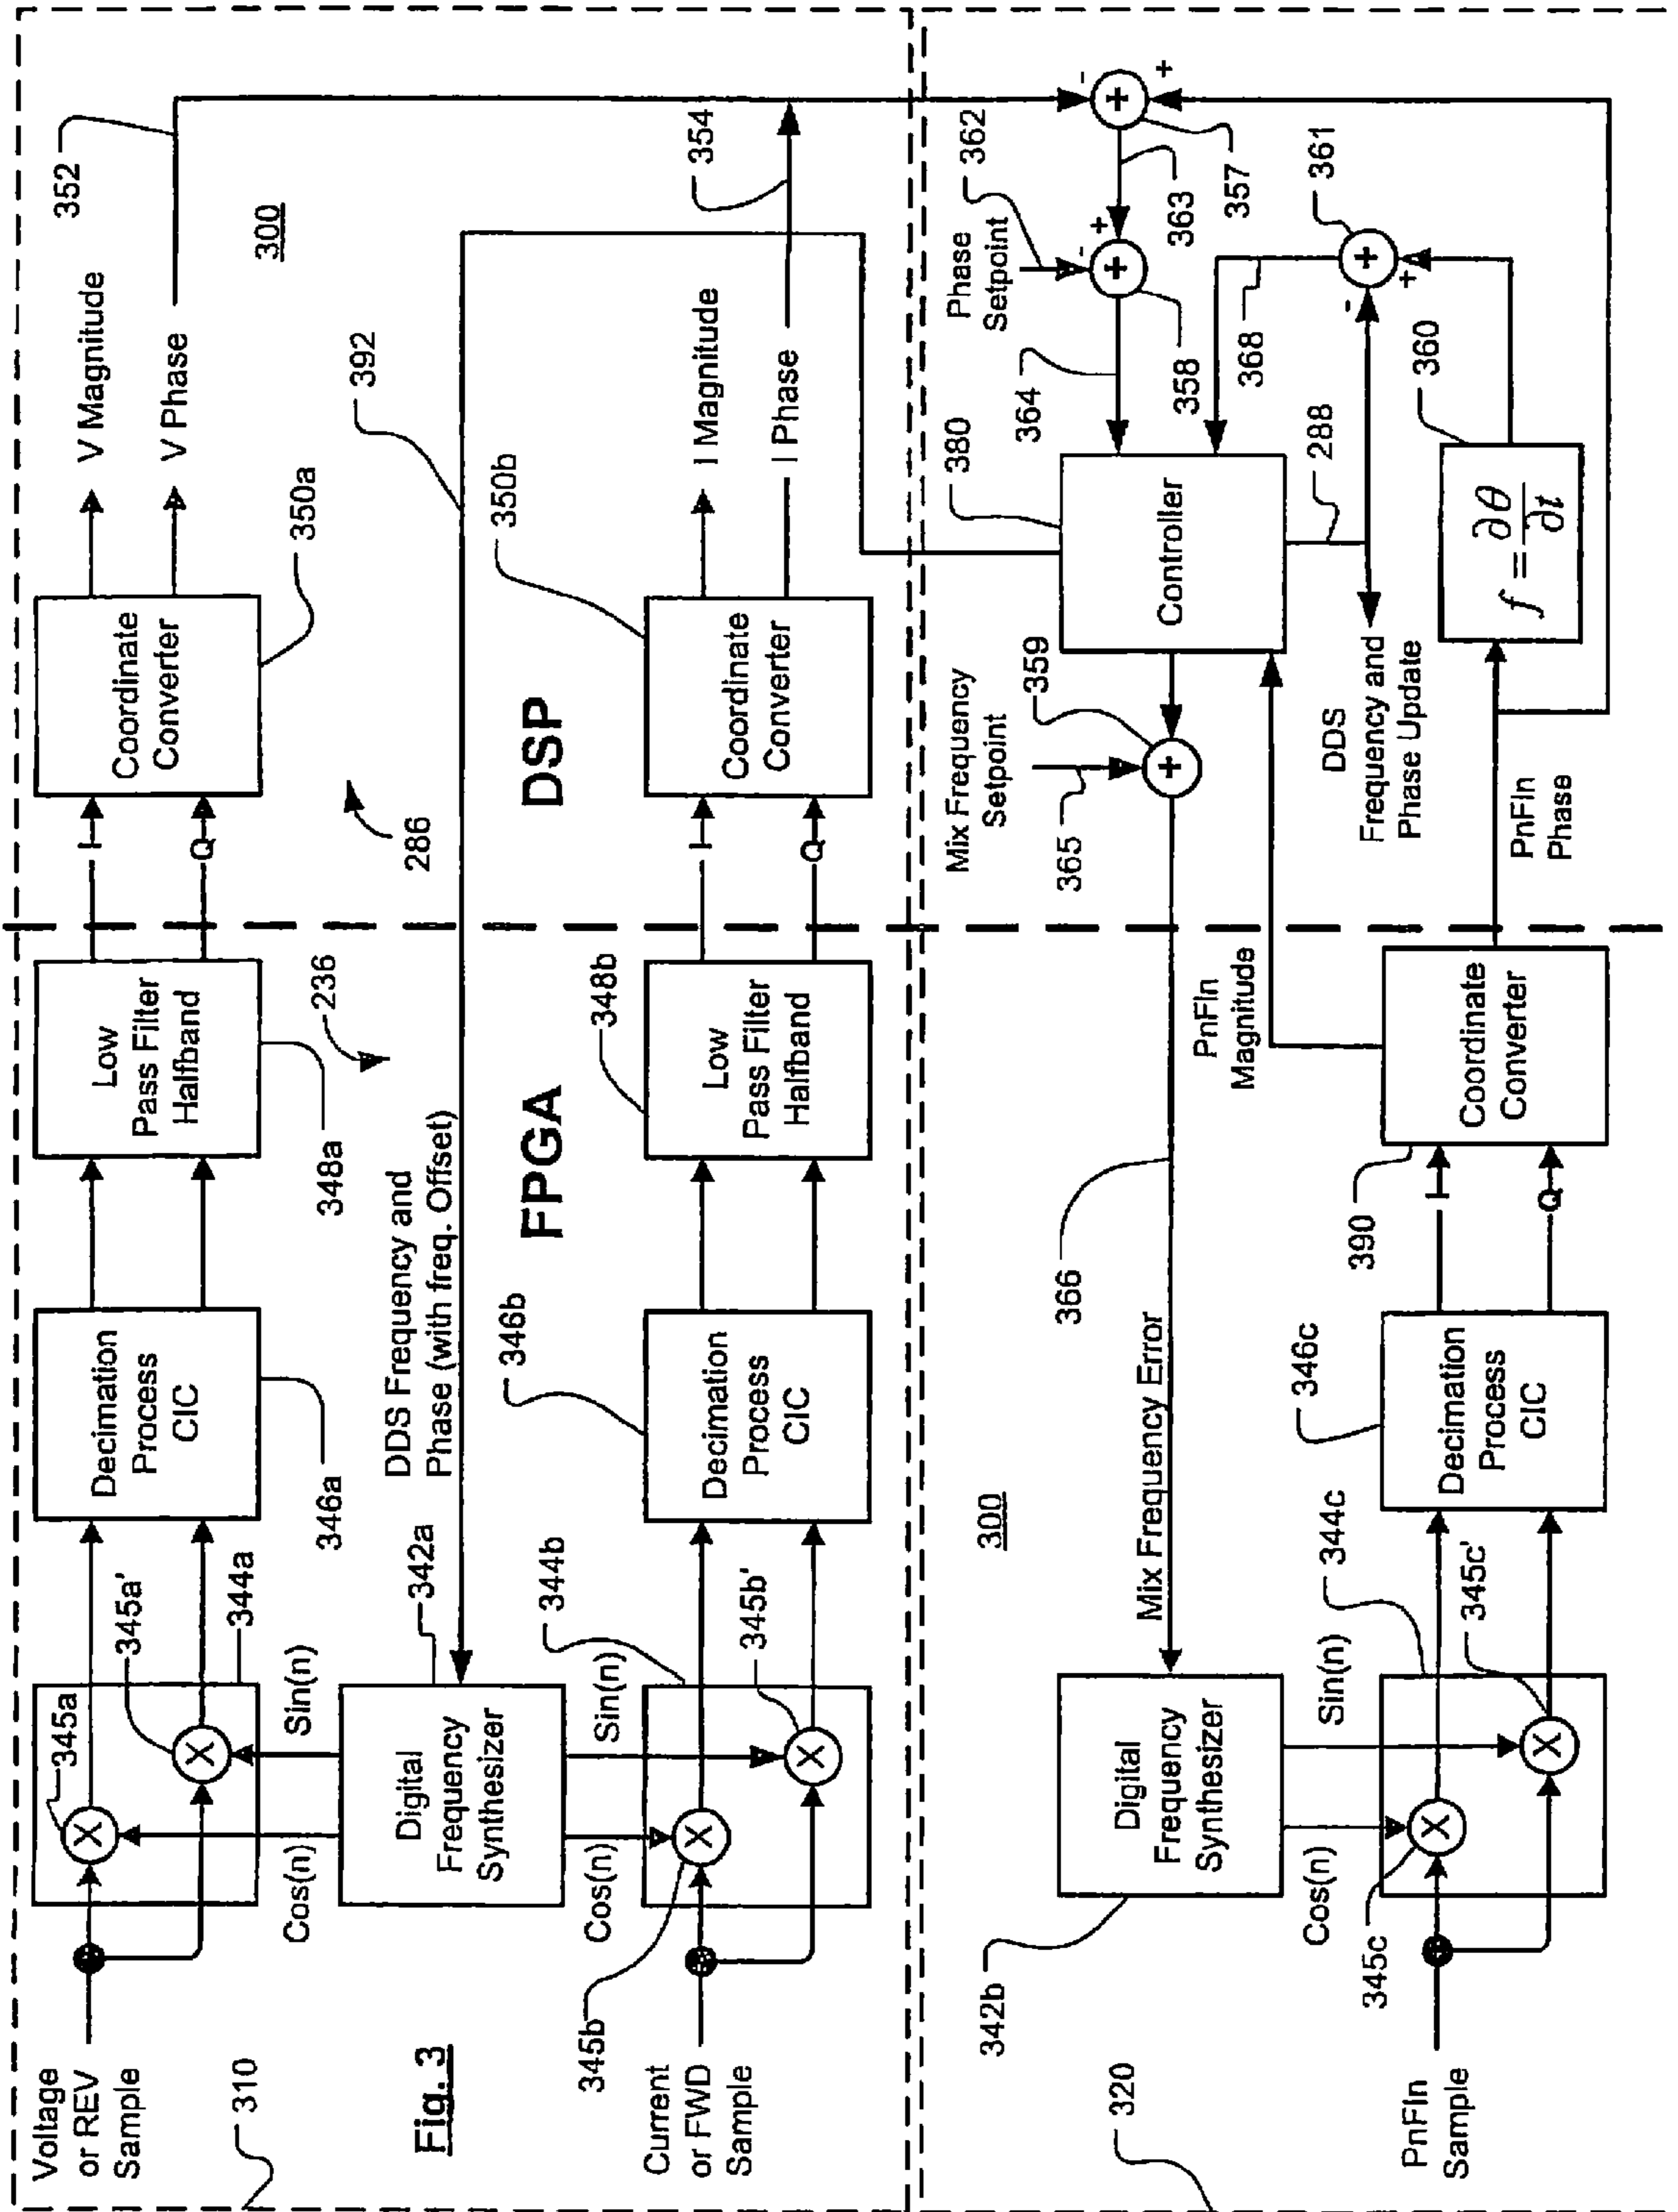 Voltage
or REV
Sample
310
345a
345a'
344a
Cos(n)
Sin(n)
Decimation
Process
CIC
346a
Low
Pass Filter
Halfband
348a
236
I
Q
Coordinate
Converter
350a
286
V Magnitude
V Phase
352
300
Digital
Frequency
Synthesizer
342a
DDS Frequency and
Phase (with freq. Offset)
392
FPGA
DSP
Fig. 3
Current
or FWD
Sample
345b
Cos(n)
Sin(n)
344b
345b'
Decimation
Process
CIC
346b
Low
Pass Filter
Halfband
348b
I
Q
Coordinate
Converter
350b
I Magnitude
I Phase
354
320
300
Digital
Frequency
Synthesizer
342b
Mix Frequency Error
366
Mix Frequency
Setpoint
365
+
359
Controller
380
364
Phase
Setpoint
362
-
+
+
358
363
-
+
+
357
368
361
+
-
+
288
DDS
Frequency and
Phase Update
360
f = ∂θ
∂t
PnFIn
Magnitude
PnFIn
Phase
PnFIn
Sample
345c
Cos(n)
Sin(n)
344c
345c'
Decimation
Process
CIC
346c
I
Q
390
Coordinate
Converter